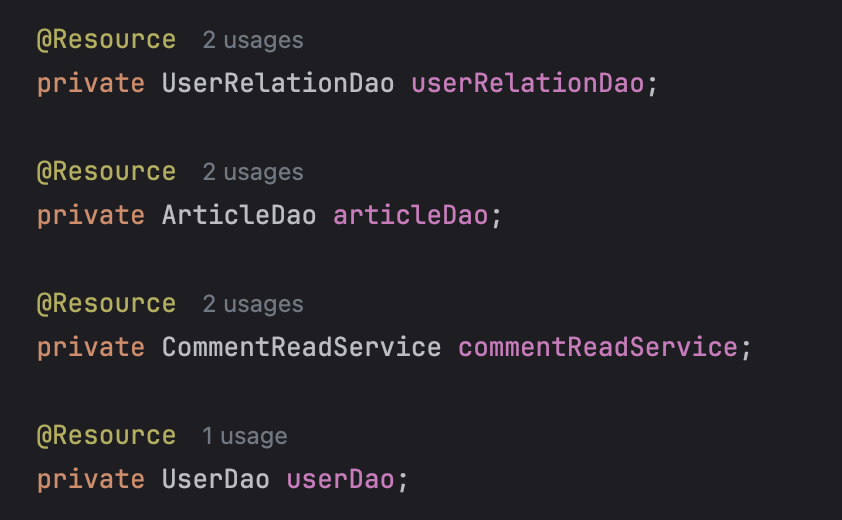 @Resource 2 usages
private UserRelationDao userRelationDao;
@Resource 2 usages
private ArticleDao articleDao;
@Resource 2 usages
private CommentReadService commentReadService;
@Resource 1 usage
private UserDao userDao;